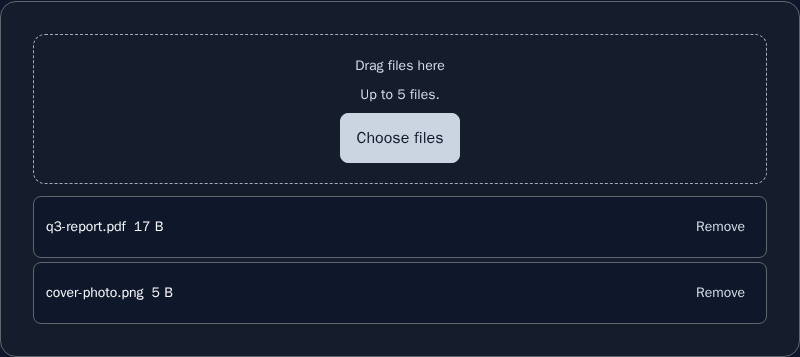 Drag files here
Up to 5 files.
Choose files
q3-report.pdf 17 B Remove
cover-photo.png 5 B Remove